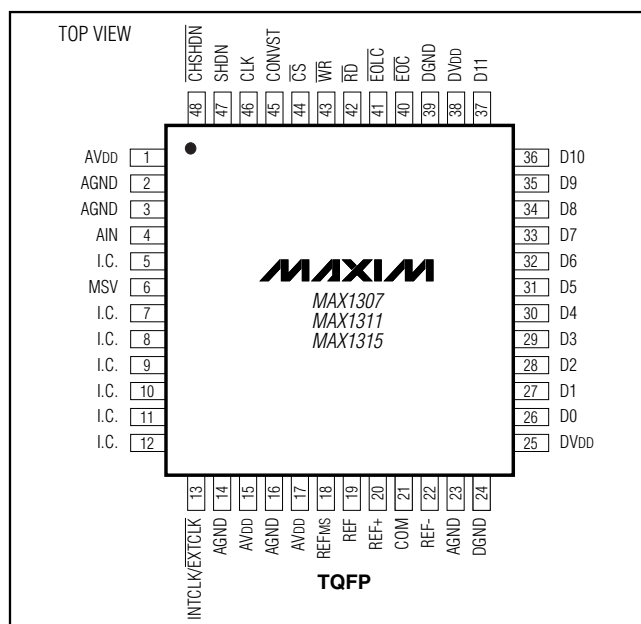 TOP VIEW
CHSHDN
SHDN
CLK
CONVST
CS
WR
RD
EOLC
EOC
DGND
DVDD
D11
48
47
46
45
44
43
42
41
40
39
38
37
AVDD 1
AGND 2
AGND 3
AIN 4
I.C. 5
MSV 6
I.C. 7
I.C. 8
I.C. 9
I.C. 10
I.C. 11
I.C. 12
MAXIM
MAX1307
MAX1311
MAX1315
36 D10
35 D9
34 D8
33 D7
32 D6
31 D5
30 D4
29 D3
28 D2
27 D1
26 D0
25 DVDD
13
14
15
16
17
18
19
20
21
22
23
24
INTCLK/EXTCLK
AGND
AVDD
AGND
AVDD
REFMS
REF
REF+
COM
REF-
AGND
DGND
TQFP